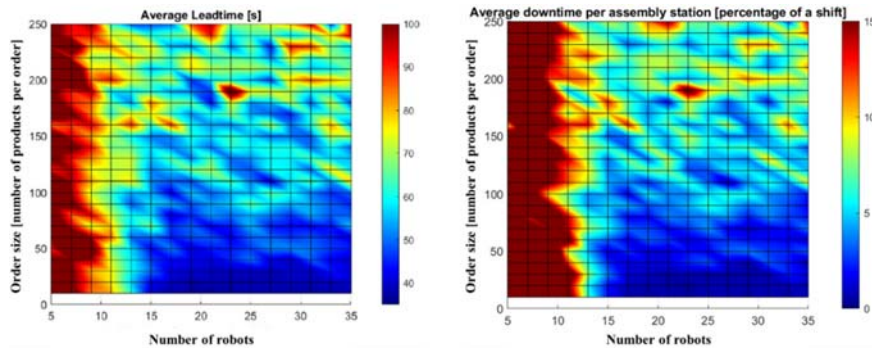 Average Leadtime [s]
Order size [number of products per order]
250
200
150
100
50
0
5 10 15 20 25 30 35
Number of robots
100
90
80
70
60
50
40
Average downtime per assembly station [percentage of a shift]
Order size [number of products per order]
250
200
150
100
50
0
5 10 15 20 25 30 35
Number of robots
15
10
5
0